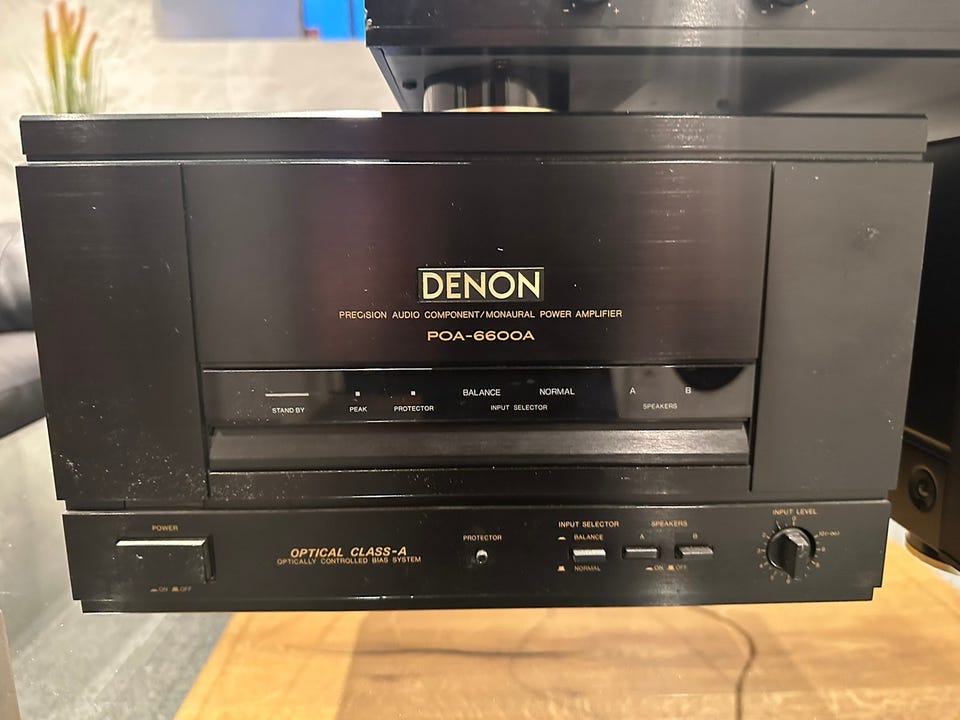 DENON
PRECISION AUDIO COMPONENT/MONAURAL POWER AMPLIFIER
POA-6600A
BALANCE NORMAL A B
STAND BY PEAK PROTECTOR INPUT SELECTOR SPEAKERS
POWER
ON OFF
OPTICAL CLASS-A
OPTICALLY CONTROLLED BIAS SYSTEM
PROTECTOR
INPUT SELECTOR
BALANCE
NORMAL
SPEAKERS
A B
ON OFF
INPUT LEVEL